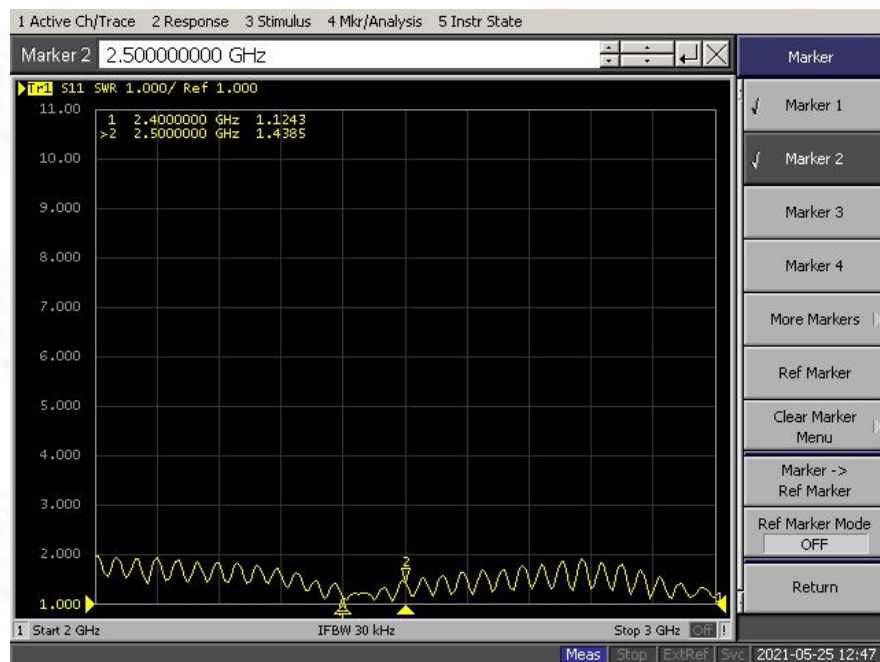 1 Active Ch/Trace 2 Response 3 Stimulus 4 Mkr/Analysis 5 Instr State
Marker 2 2.500000000 GHz
Tr1 S11 SWR 1.000/ Ref 1.000
1 2.4000000 GHz 1.1243
>2 2.5000000 GHz 1.4385
11.00
10.00
9.000
8.000
7.000
6.000
5.000
4.000
3.000
2.000
1.000
2
1
1 Start 2 GHz IFBW 30 kHz Stop 3 GHz Off !
Marker
√ Marker 1
√ Marker 2
Marker 3
Marker 4
More Markers
Ref Marker
Clear Marker
Menu
Marker ->
Ref Marker
Ref Marker Mode
OFF
Return
Meas Stop ExtRef Svc 2021-05-25 12:47